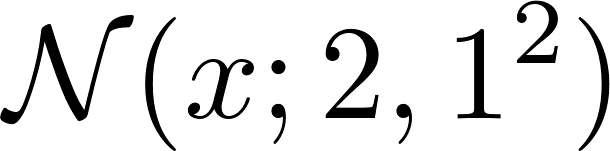 𝒩(x; 2, 1²)